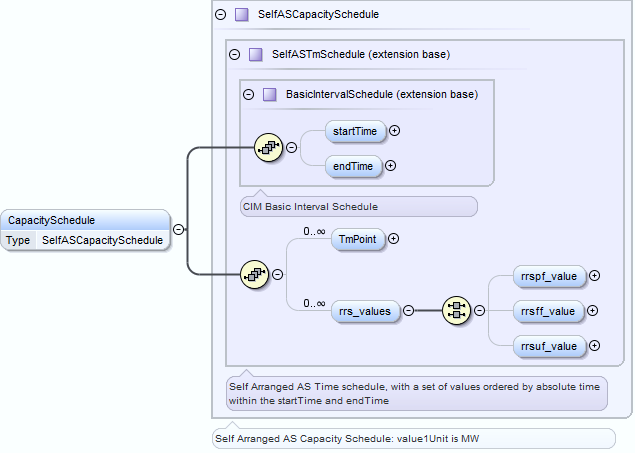 SelfASCapacitySchedule
SelfASTmSchedule (extension base)
BasicIntervalSchedule (extension base)
startTime
endTime
CIM Basic Interval Schedule
CapacitySchedule
Type SelfASCapacitySchedule
0..∞
TmPoint
0..∞
rrs_values
rrspf_value
rrsff_value
rrsuf_value
Self Arranged AS Time schedule, with a set of values ordered by absolute time
within the startTime and endTime
Self Arranged AS Capacity Schedule: value1Unit is MW